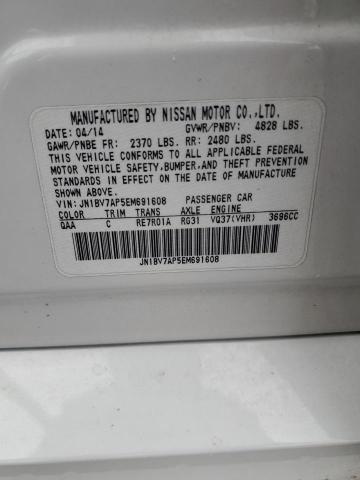 MANUFACTURED BY NISSAN MOTOR CO.,LTD.
DATE: 04/14 GVWR/PNBV: 4828 LBS.
GAWR/PNBE FR: 2370 LBS. RR: 2480 LBS.
THIS VEHICLE CONFORMS TO ALL APPLICABLE FEDERAL
MOTOR VEHICLE SAFETY,BUMPER,AND THEFT PREVENTION
STANDARDS IN EFFECT ON THE DATE OF MANUFACTURE
SHOWN ABOVE.
VIN: JN1BV7AP5EM691608 PASSENGER CAR
COLOR TRIM TRANS AXLE ENGINE
QAA C RE7R01A RG31 VQ37(VHR) 3696CC
JN1BV7AP5EM691608